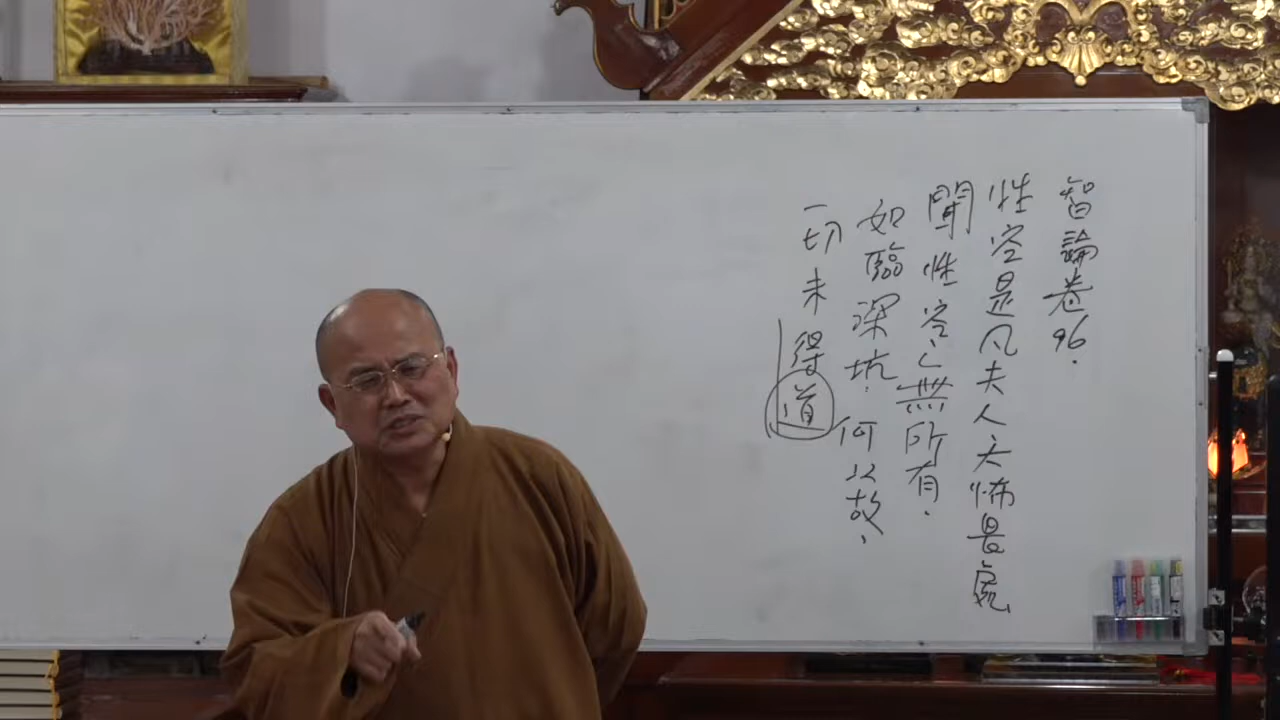 智論卷96.
性空是凡夫人大怖畏處
聞性空、無所有.
如臨深坑.何以故、
一切未得道